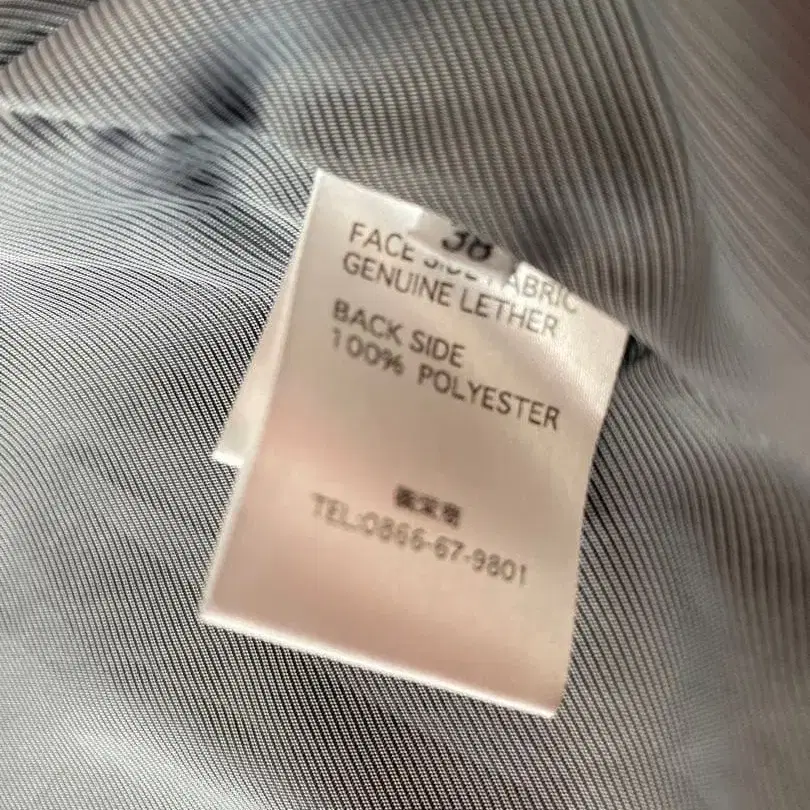 38
FACE SIDE FABRIC
GENUINE LETHER
BACK SIDE
100% POLYESTER
TEL:0866-67-9801